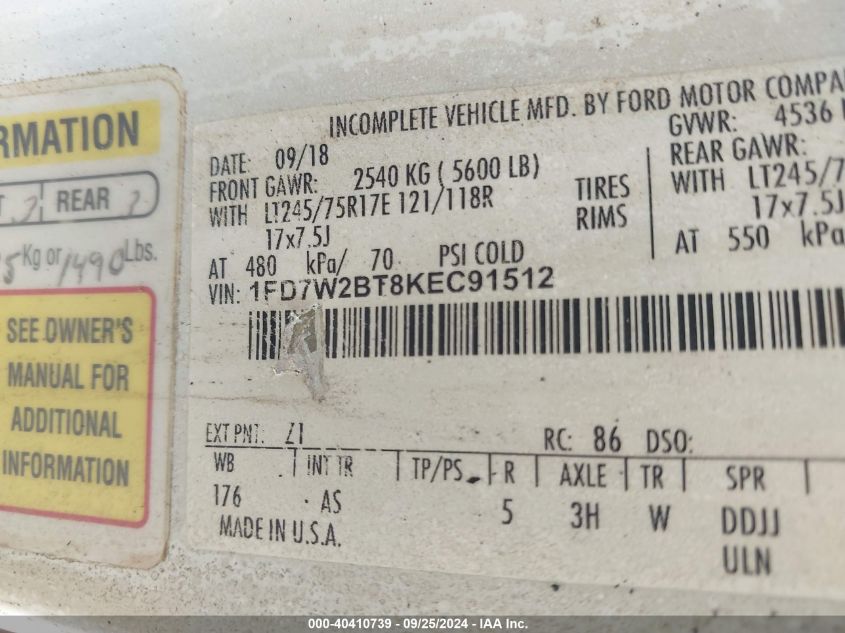 RMATION
REAR 2
Kg or 1490 Lbs.
SEE OWNER'S
MANUAL FOR
ADDITIONAL
INFORMATION
INCOMPLETE VEHICLE MFD. BY FORD MOTOR COMPA
DATE: 09/18 GVWR: 4536
FRONT GAWR: 2540 KG ( 5600 LB) REAR GAWR:
WITH LT245/75R17E 121/118R TIRES WITH LT245/7
17x7.5J RIMS 17x7.5J
AT 480 kPa/ 70 PSI COLD AT 550 kPa
VIN: 1FD7W2BT8KEC91512
EXT PNT: Z1 RC: 86 DSO:
WB INT TR TP/PS R AXLE TR SPR
176 AS 5 3H W DDJJ
MADE IN U.S.A. ULN
000-40410739 - 09/25/2024 - IAA Inc.